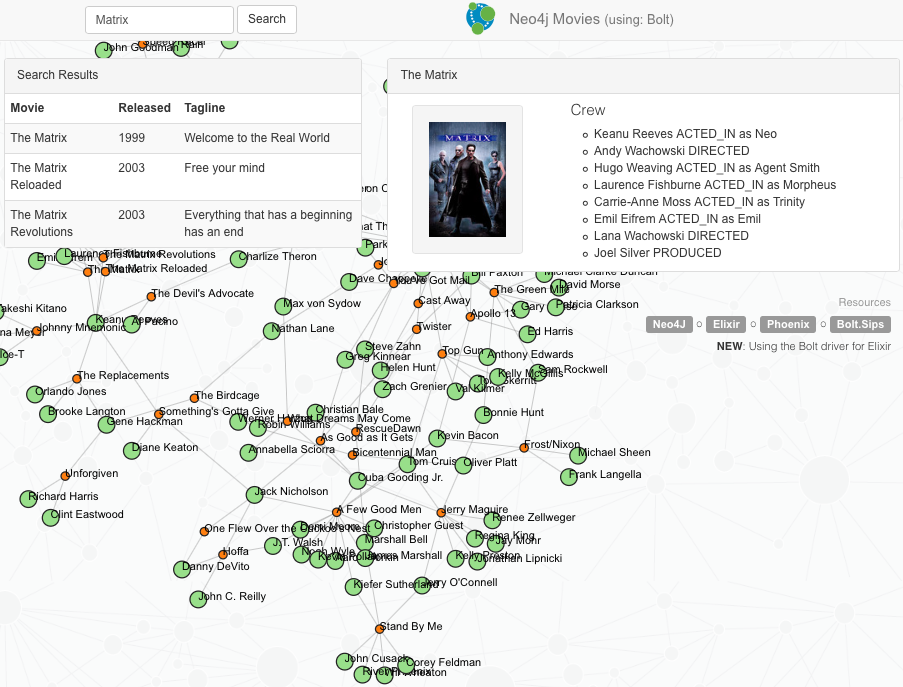 Matrix
Search
Neo4j Movies (using: Bolt)
John Goodman
Search Results
Movie Released Tagline
The Matrix 1999 Welcome to the Real World
The Matrix 2003 Free your mind
Reloaded
The Matrix 2003 Everything that has a beginning
Revolutions has an end
The Matrix
MATRIX
Crew
Keanu Reeves ACTED_IN as Neo
Andy Wachowski DIRECTED
Hugo Weaving ACTED_IN as Agent Smith
Laurence Fishburne ACTED_IN as Morpheus
Carrie-Anne Moss ACTED_IN as Trinity
Emil Eifrem ACTED_IN as Emil
Lana Wachowski DIRECTED
Joel Silver PRODUCED
Resources
Neo4J Elixir Phoenix Bolt.Sips
NEW: Using the Bolt driver for Elixir
The Matrix Revolutions
The Matrix Reloaded
Charlize Theron
Dave Chappelle
You've Got Mail
Bill Paxton
Michael Clarke Duncan
David Morse
The Green Mile
The Devil's Advocate
Max von Sydow
Cast Away
Patricia Clarkson
Apollo 13
Keanu Reeves
Al Pacino
Johnny Mnemonic
Nathan Lane
Twister
Ed Harris
Ice-T
Steve Zahn
Greg Kinnear
Top Gun
Anthony Edwards
Helen Hunt
Kelly McGillis
Sam Rockwell
The Replacements
Orlando Jones
Zach Grenier
Val Kilmer
The Birdcage
Brooke Langton
Something's Gotta Give
Christian Bale
Bonnie Hunt
Gene Hackman
Robin Williams
What Dreams May Come
RescueDawn
As Good as It Gets
Kevin Bacon
Diane Keaton
Annabella Sciorra
Bicentennial Man
Frost/Nixon
Michael Sheen
Tom Cruise
Oliver Platt
Unforgiven
Cuba Gooding Jr.
Frank Langella
Richard Harris
Jack Nicholson
Clint Eastwood
A Few Good Men
Jerry Maguire
Renee Zellweger
One Flew Over the Cuckoo's Nest
Demi Moore
Christopher Guest
Regina King
J.T. Walsh
Marshall Bell
Jay Mohr
Hoffa
Noah Wyle
James Marshall
Kelly Preston
Jonathan Lipnicki
Danny DeVito
Kiefer Sutherland
Jerry O'Connell
John C. Reilly
Stand By Me
John Cusack
Corey Feldman
River Phoenix
Wil Wheaton